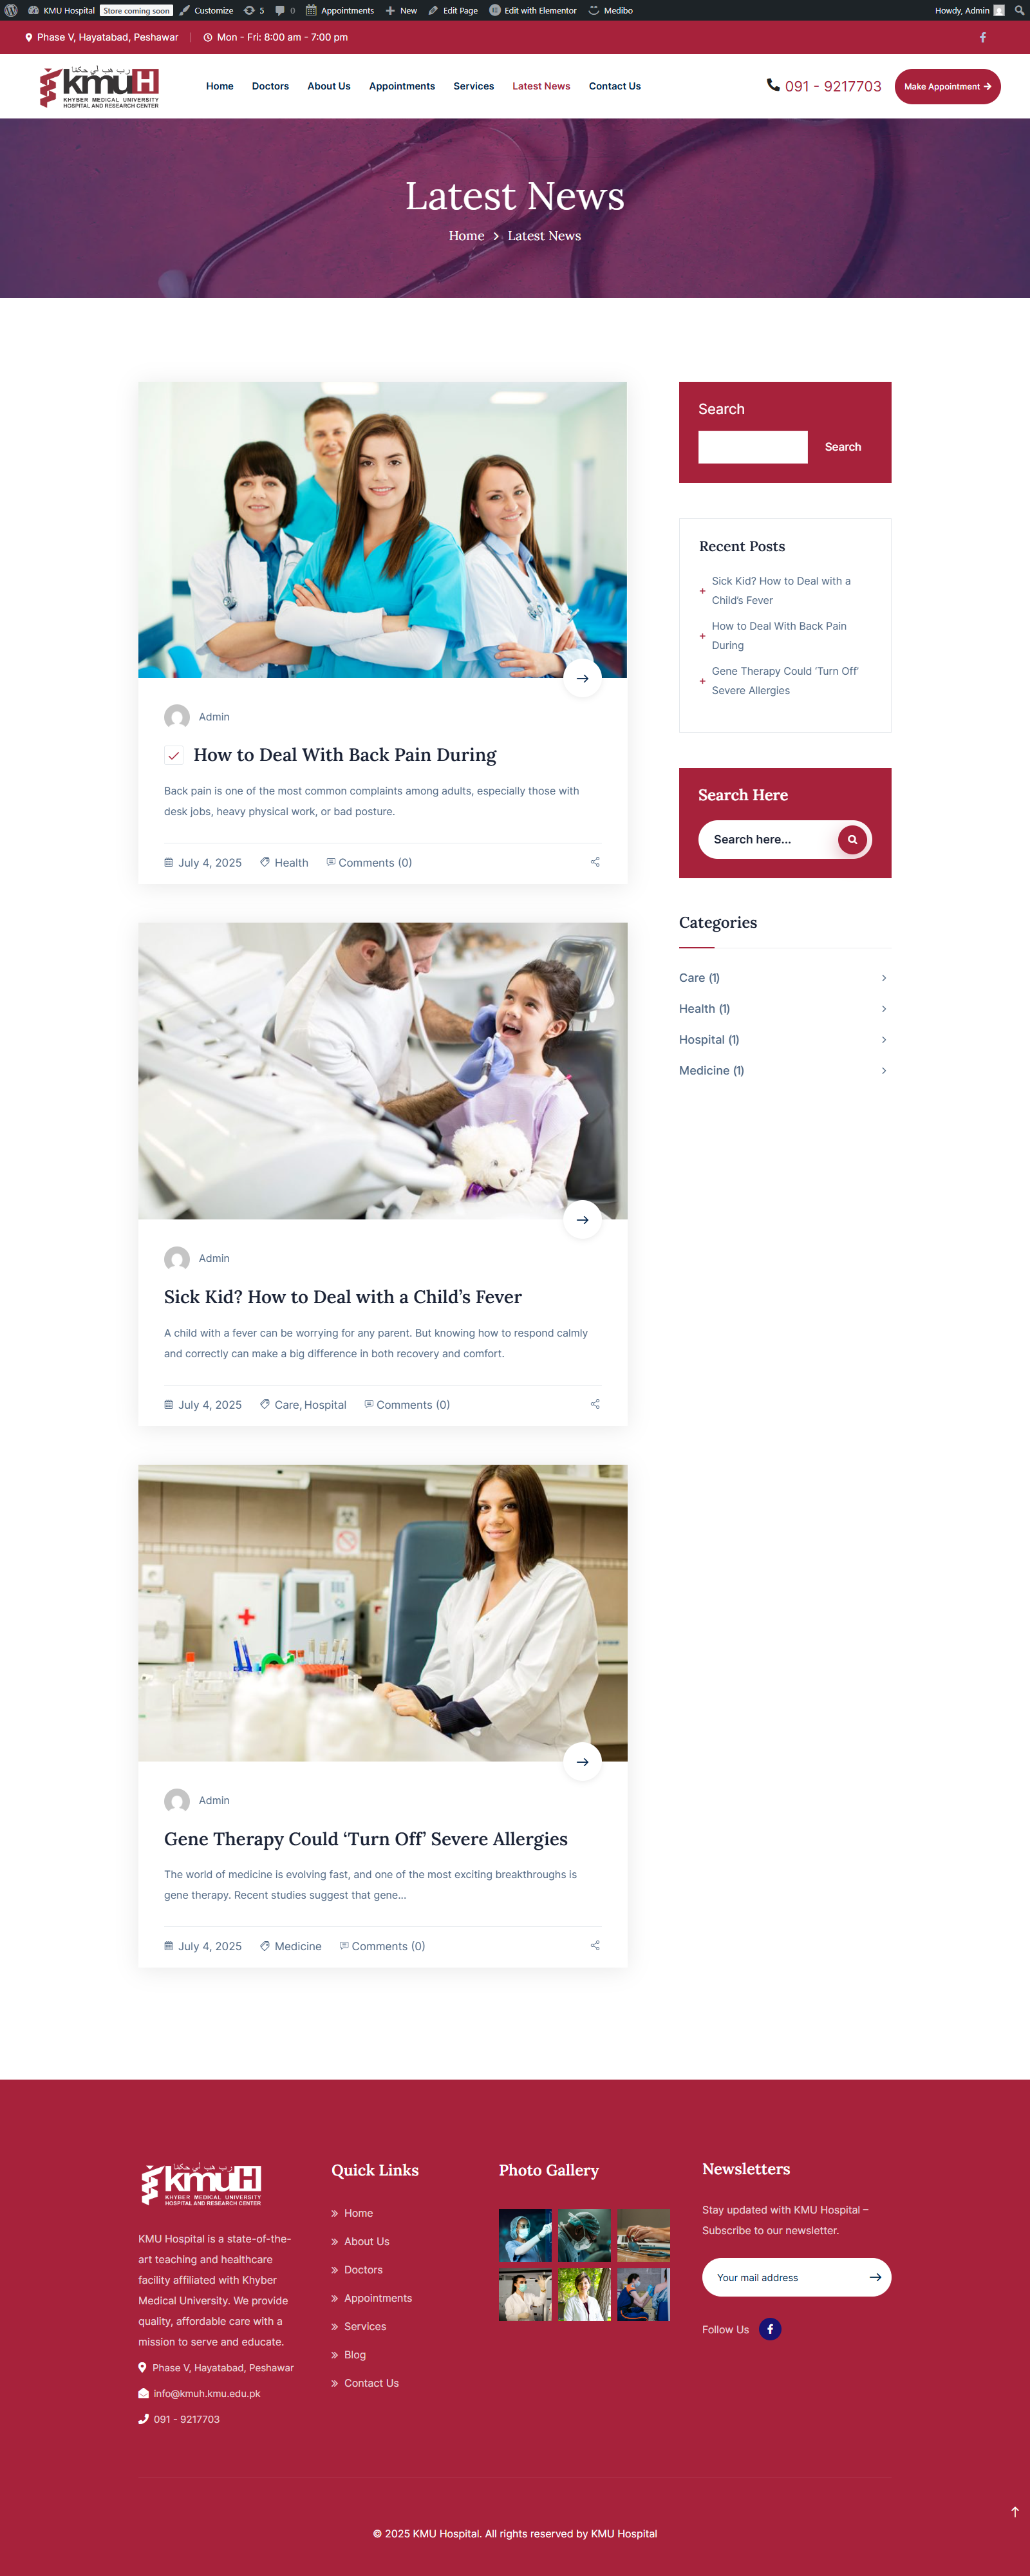 KMU Hospital Store coming soon Customize 5 0 Appointments New Edit Page Edit with Elementor Medibo Howdy, Admin
Phase V, Hayatabad, Peshawar Mon - Fri: 8:00 am - 7:00 pm
kmuH
KHYBER MEDICAL UNIVERSITY
HOSPITAL AND RESEARCH CENTER
Home Doctors About Us Appointments Services Latest News Contact Us 091 - 9217703 Make Appointment
Latest News
Home Latest News
Admin
How to Deal With Back Pain During
Back pain is one of the most common complaints among adults, especially those with
desk jobs, heavy physical work, or bad posture.
July 4, 2025 Health Comments (0)
Admin
Sick Kid? How to Deal with a Child’s Fever
A child with a fever can be worrying for any parent. But knowing how to respond calmly
and correctly can make a big difference in both recovery and comfort.
July 4, 2025 Care, Hospital Comments (0)
Admin
Gene Therapy Could ‘Turn Off’ Severe Allergies
The world of medicine is evolving fast, and one of the most exciting breakthroughs is
gene therapy. Recent studies suggest that gene...
July 4, 2025 Medicine Comments (0)
Search
Search
Recent Posts
Sick Kid? How to Deal with a
Child’s Fever
How to Deal With Back Pain
During
Gene Therapy Could ‘Turn Off’
Severe Allergies
Search Here
Search here...
Categories
Care (1)
Health (1)
Hospital (1)
Medicine (1)
kmuH
KHYBER MEDICAL UNIVERSITY
HOSPITAL AND RESEARCH CENTER
KMU Hospital is a state-of-the-
art teaching and healthcare
facility affiliated with Khyber
Medical University. We provide
quality, affordable care with a
mission to serve and educate.
Phase V, Hayatabad, Peshawar
info@kmuh.kmu.edu.pk
091 - 9217703
Quick Links
Home
About Us
Doctors
Appointments
Services
Blog
Contact Us
Photo Gallery
Newsletters
Stay updated with KMU Hospital –
Subscribe to our newsletter.
Your mail address
Follow Us
© 2025 KMU Hospital. All rights reserved by KMU Hospital